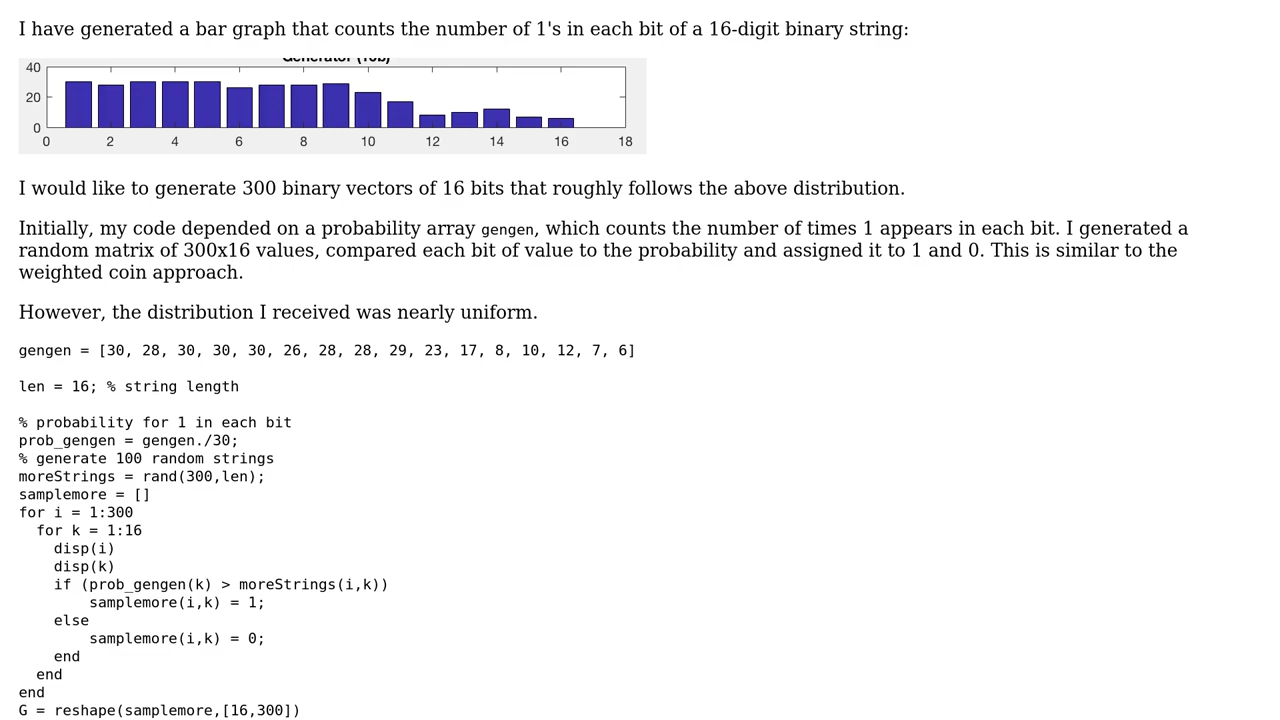 I have generated a bar graph that counts the number of 1's in each bit of a 16-digit binary string:
40
20
0
0 2 4 6 8 10 12 14 16 18
I would like to generate 300 binary vectors of 16 bits that roughly follows the above distribution.
Initially, my code depended on a probability array gengen, which counts the number of times 1 appears in each bit. I generated a
random matrix of 300x16 values, compared each bit of value to the probability and assigned it to 1 and 0. This is similar to the
weighted coin approach.
However, the distribution I received was nearly uniform.
gengen = [30, 28, 30, 30, 30, 26, 28, 28, 29, 23, 17, 8, 10, 12, 7, 6]
len = 16; % string length
% probability for 1 in each bit
prob_gengen = gengen./30;
% generate 100 random strings
moreStrings = rand(300,len);
samplemore = []
for i = 1:300
  for k = 1:16
    disp(i)
    disp(k)
    if (prob_gengen(k) > moreStrings(i,k))
        samplemore(i,k) = 1;
    else
        samplemore(i,k) = 0;
    end
  end
end
G = reshape(samplemore,[16,300])